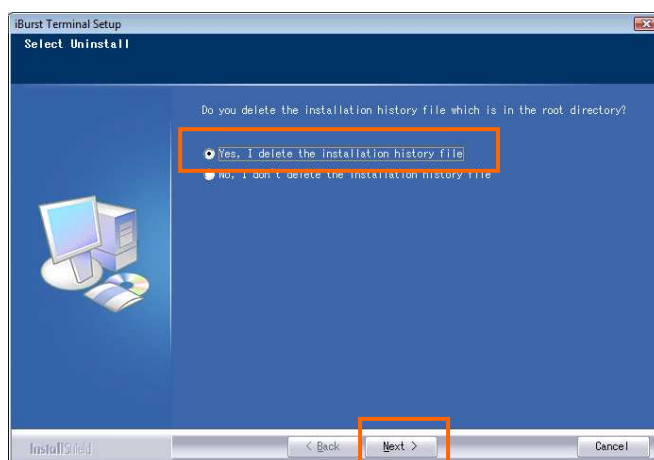 iBurst Terminal Setup
Select Uninstall
Do you delete the installation history file which is in the root directory?
Yes, I delete the installation history file
No, I don't delete the installation history file
InstallShield
< Back
Next >
Cancel